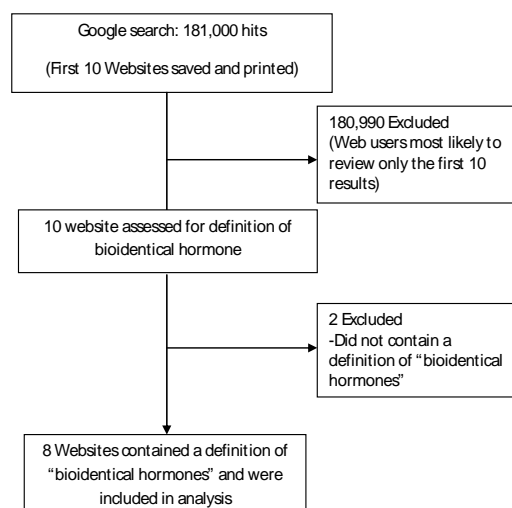 Google search: 181,000 hits
(First 10 Websites saved and printed)
180,990 Excluded
(Web users most likely to
review only the first 10
results)
10 website assessed for definition of
bioidentical hormone
2 Excluded
-Did not contain a
definition of “bioidentical
hormones”
8 Websites contained a definition of
“bioidentical hormones” and were
included in analysis